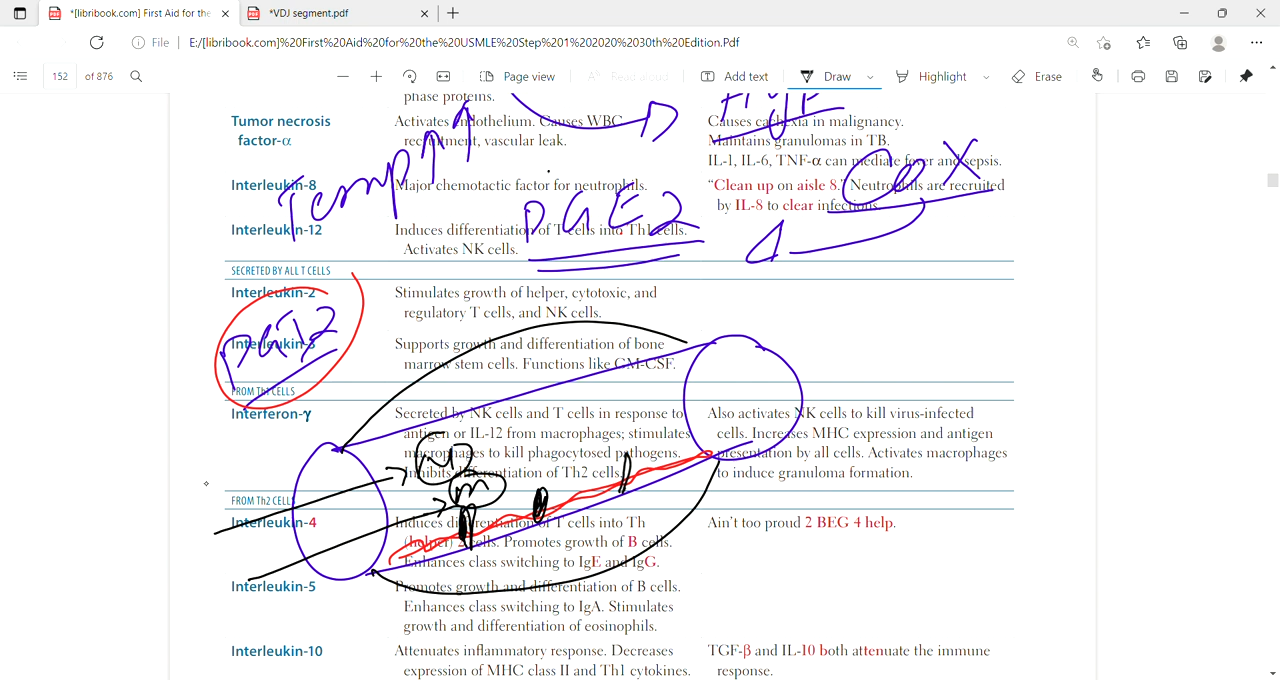 *[libribook.com] First Aid for the
*VDJ segment.pdf
File E:/[libribook.com]%20First%20Aid%20for%20the%20USMLE%20Step%201%202020%2030th%20Edition.Pdf
152 of 876 Page view Read aloud Add text Draw Highlight Erase
phase proteins.
Tumor necrosis Activates endothelium. Causes WBC Causes cachexia in malignancy.
factor-α recruitment, vascular leak. Maintains granulomas in TB.
IL-1, IL-6, TNF-α can mediate fever and sepsis.
Temp
Interleukin-8 Major chemotactic factor for neutrophils. "Clean up on aisle 8." Neutrophils are recruited
by IL-8 to clear infections.
PGE2
Interleukin-12 Induces differentiation of T cells into Th1 cells.
Activates NK cells.
SECRETED BY ALL T CELLS
Interleukin-2 Stimulates growth of helper, cytotoxic, and
regulatory T cells, and NK cells.
Interleukin-3 Supports growth and differentiation of bone
marrow stem cells. Functions like GM-CSF.
FROM Th1 CELLS
Interferon-γ Secreted by NK cells and T cells in response to Also activates NK cells to kill virus-infected
antigen or IL-12 from macrophages; stimulates cells. Increases MHC expression and antigen
macrophages to kill phagocytosed pathogens. presentation by all cells. Activates macrophages
Inhibits differentiation of Th2 cells. to induce granuloma formation.
FROM Th2 CELLS
Interleukin-4 Induces differentiation of T cells into Th Ain't too proud 2 BEG 4 help.
(helper) 2 cells. Promotes growth of B cells.
Enhances class switching to IgE and IgG.
Interleukin-5 Promotes growth and differentiation of B cells.
Enhances class switching to IgA. Stimulates
growth and differentiation of eosinophils.
Interleukin-10 Attenuates inflammatory response. Decreases TGF-β and IL-10 both attenuate the immune
expression of MHC class II and Th1 cytokines. response.